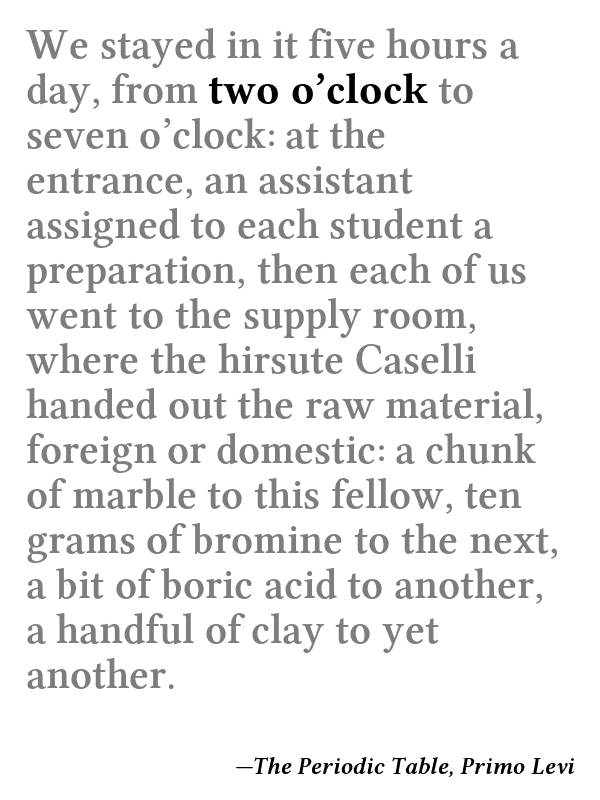 We stayed in it five hours a
day, from two o’clock to
seven o’clock: at the
entrance, an assistant
assigned to each student a
preparation, then each of us
went to the supply room,
where the hirsute Caselli
handed out the raw material,
foreign or domestic: a chunk
of marble to this fellow, ten
grams of bromine to the next,
a bit of boric acid to another,
a handful of clay to yet
another.
—The Periodic Table, Primo Levi